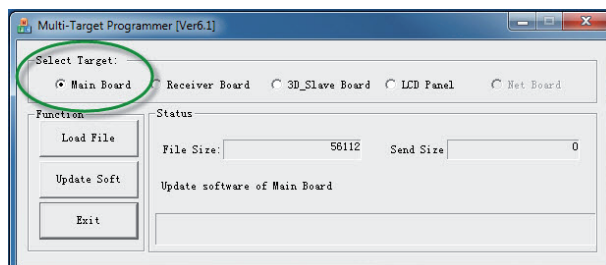 Multi-Target Programmer [Ver6.1]
Select Target:
Main Board Receiver Board 3D_Slave Board LCD Panel Net Board
Function
Status
Load File
File Size: 56112 Send Size 0
Update Soft
Update software of Main Board
Exit